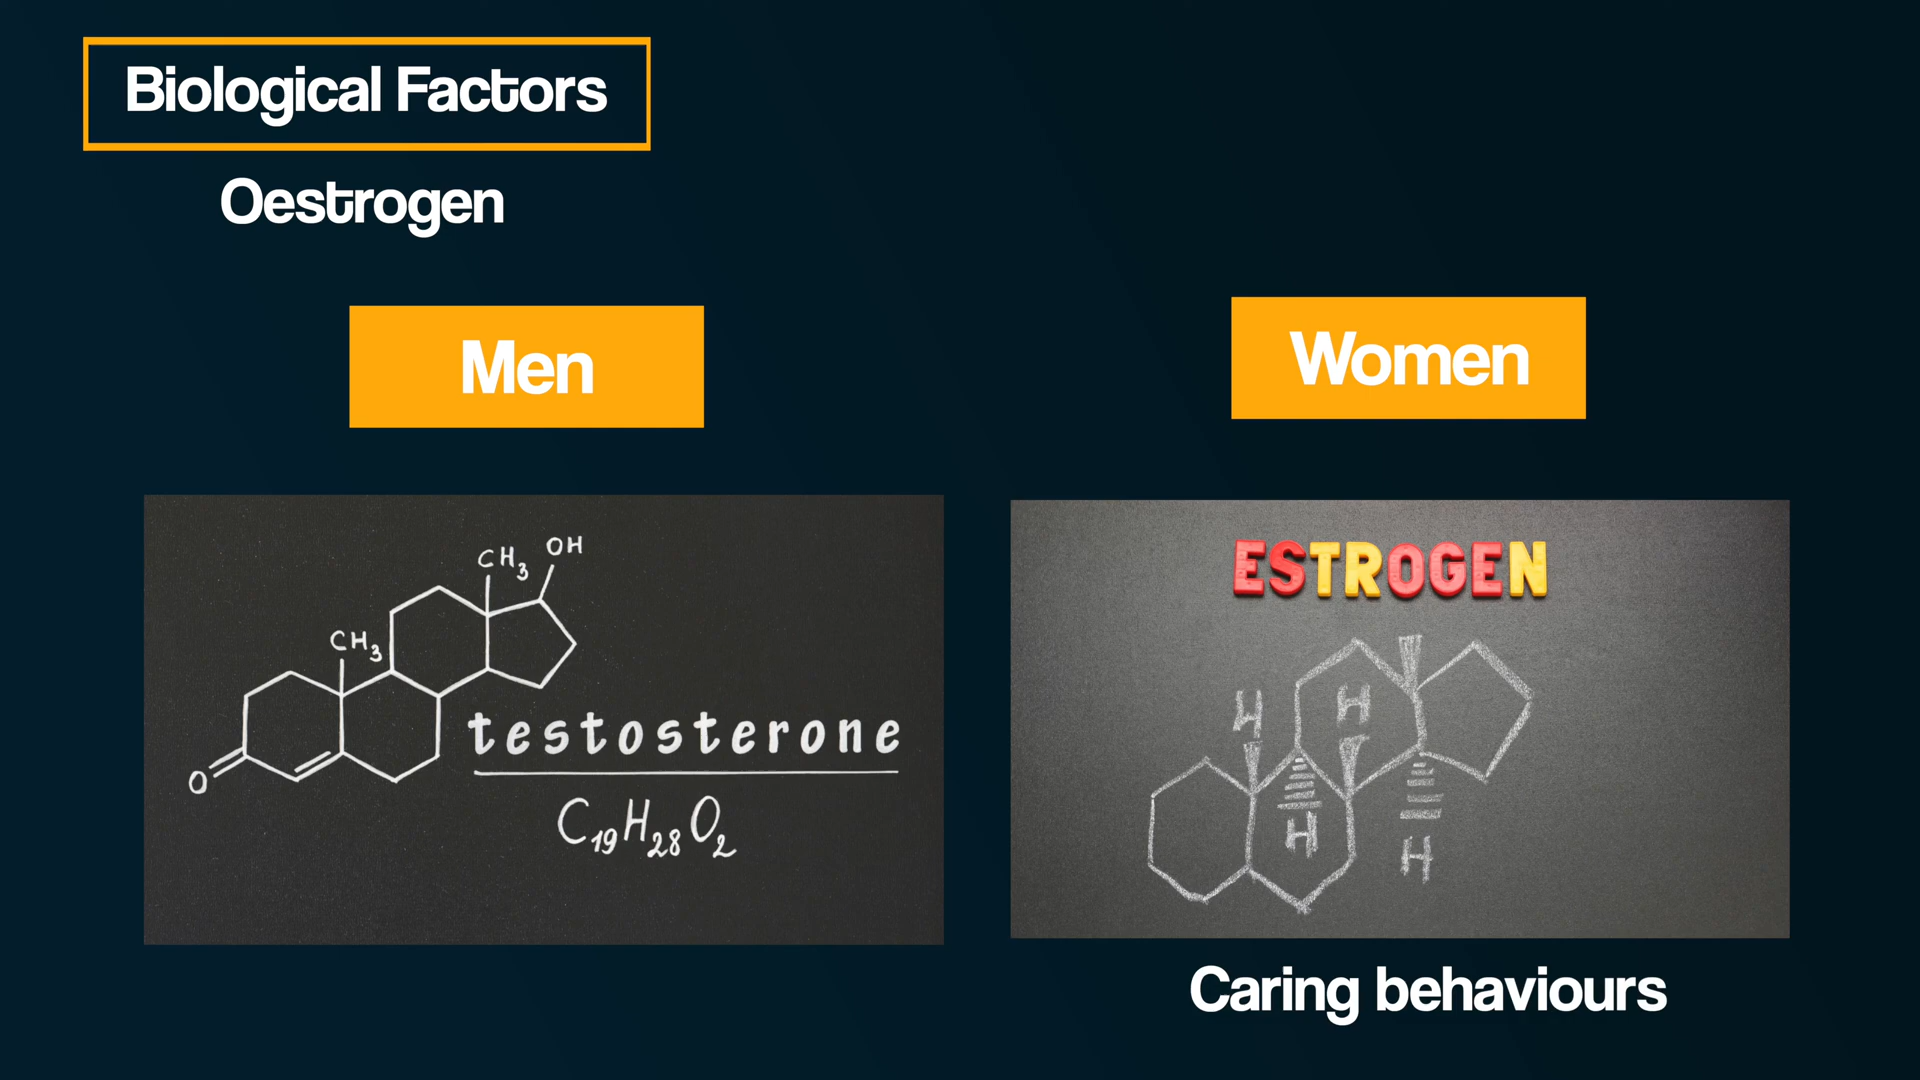 Biological Factors
Oestrogen
Men
Women
CH3
OH
CH3
O
testosterone
C19H28O2
ESTROGEN
H
H
H
H
Caring behaviours